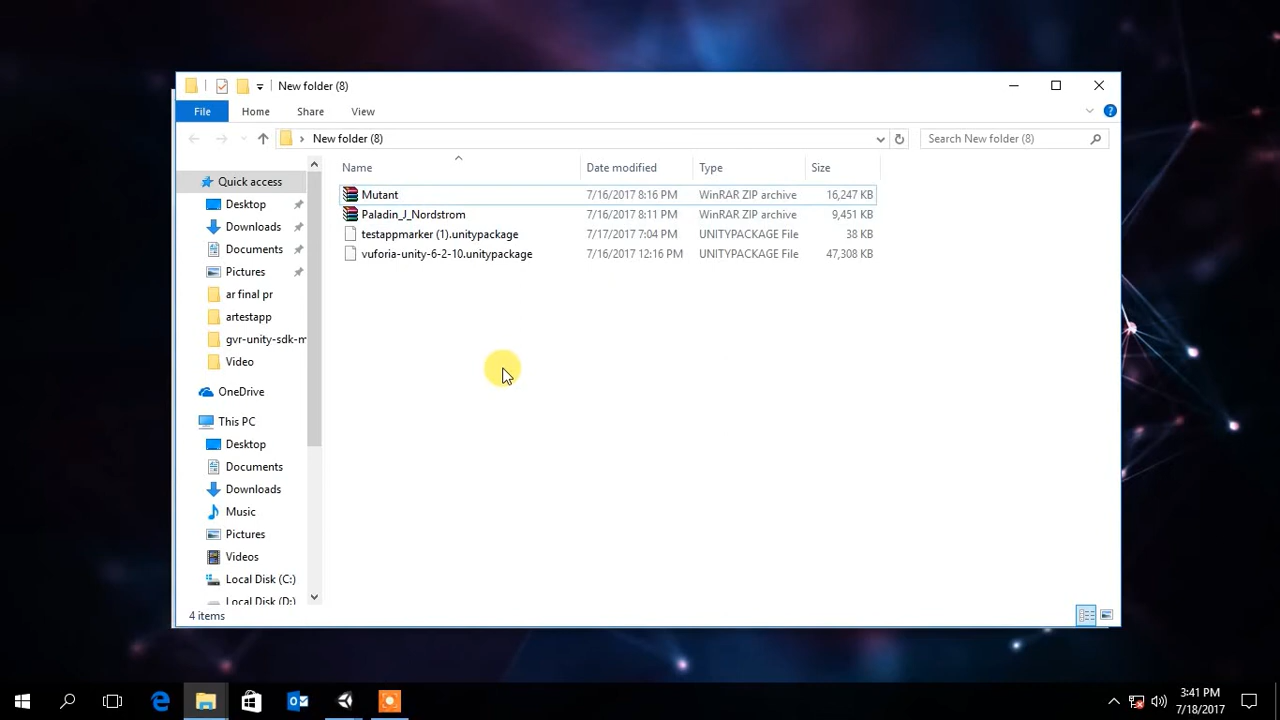 New folder (8)
File Home Share View
New folder (8)
Search New folder (8)
Name Date modified Type Size
Mutant 7/16/2017 8:16 PM WinRAR ZIP archive 16,247 KB
Paladin_J_Nordstrom 7/16/2017 8:11 PM WinRAR ZIP archive 9,451 KB
testappmarker (1).unitypackage 7/17/2017 7:04 PM UNITYPACKAGE File 38 KB
vuforia-unity-6-2-10.unitypackage 7/16/2017 12:16 PM UNITYPACKAGE File 47,308 KB
Quick access
Desktop
Downloads
Documents
Pictures
ar final pr
artestapp
gvr-unity-sdk-m
Video
OneDrive
This PC
Desktop
Documents
Downloads
Music
Pictures
Videos
Local Disk (C:)
Local Disk (D:)
4 items
3:41 PM
7/18/2017